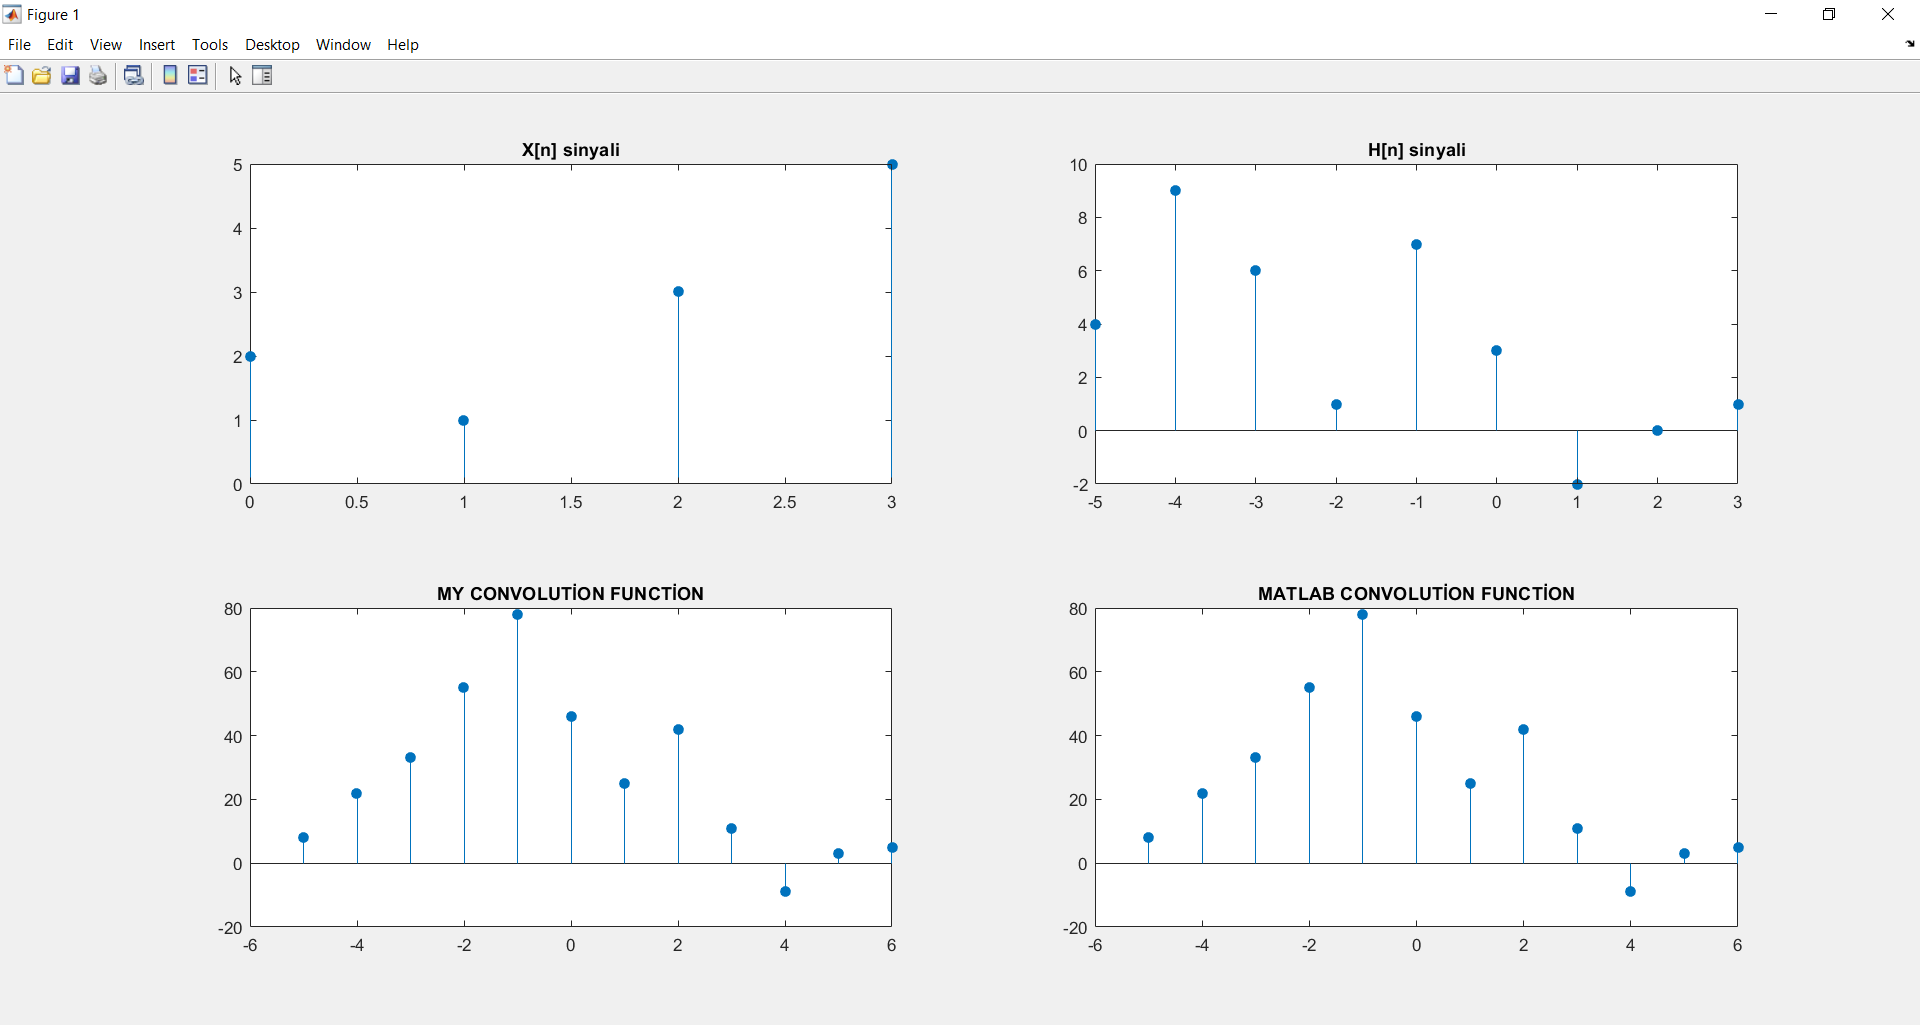 Figure 1
File Edit View Insert Tools Desktop Window Help
X[n] sinyali
5
4
3
2
1
0
0 0.5 1 1.5 2 2.5 3
H[n] sinyali
10
8
6
4
2
0
-2
-5 -4 -3 -2 -1 0 1 2 3
MY CONVOLUTİON FUNCTİON
80
60
40
20
0
-20
-6 -4 -2 0 2 4 6
MATLAB CONVOLUTİON FUNCTİON
80
60
40
20
0
-20
-6 -4 -2 0 2 4 6